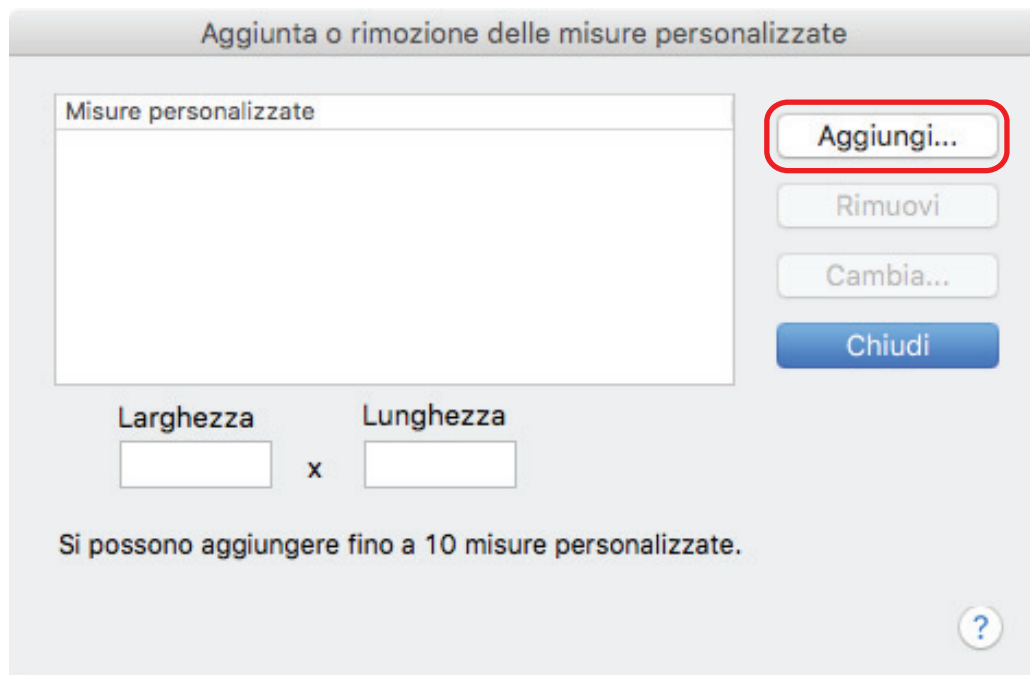 Aggiunta o rimozione delle misure personalizzate
Misure personalizzate
Aggiungi...
Rimuovi
Cambia...
Chiudi
Larghezza
Lunghezza
x
Si possono aggiungere fino a 10 misure personalizzate.
?